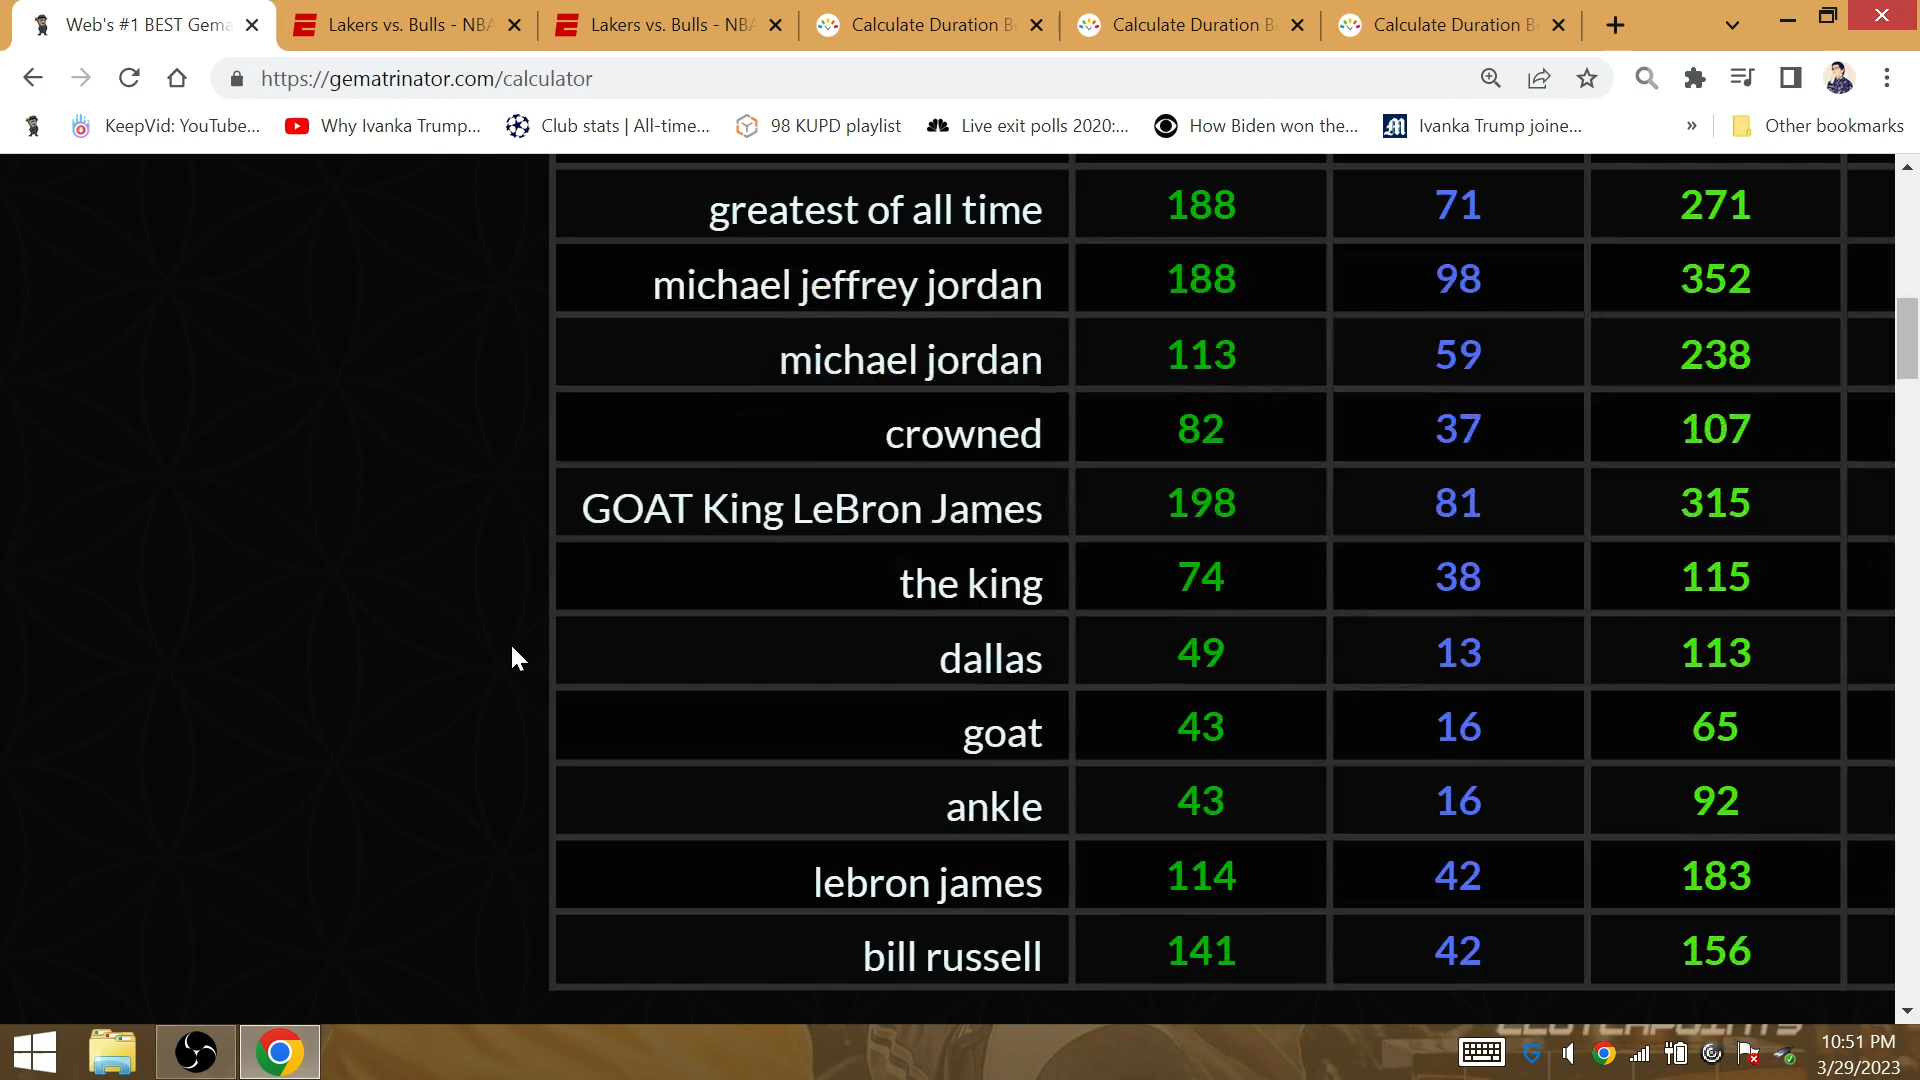 Web's #1 BEST Gema
Lakers vs. Bulls - NBA
Lakers vs. Bulls - NBA
Calculate Duration B
Calculate Duration B
Calculate Duration B
https://gematrinator.com/calculator
KeepVid: YouTube...
Why Ivanka Trump...
Club stats | All-time...
98 KUPD playlist
Live exit polls 2020:...
How Biden won the...
Ivanka Trump joine...
»
Other bookmarks
greatest of all time 188 71 271
michael jeffrey jordan 188 98 352
michael jordan 113 59 238
crowned 82 37 107
GOAT King LeBron James 198 81 315
the king 74 38 115
dallas 49 13 113
goat 43 16 65
ankle 43 16 92
lebron james 114 42 183
bill russell 141 42 156
CLUTCHPOINTS
10:51 PM
3/29/2023